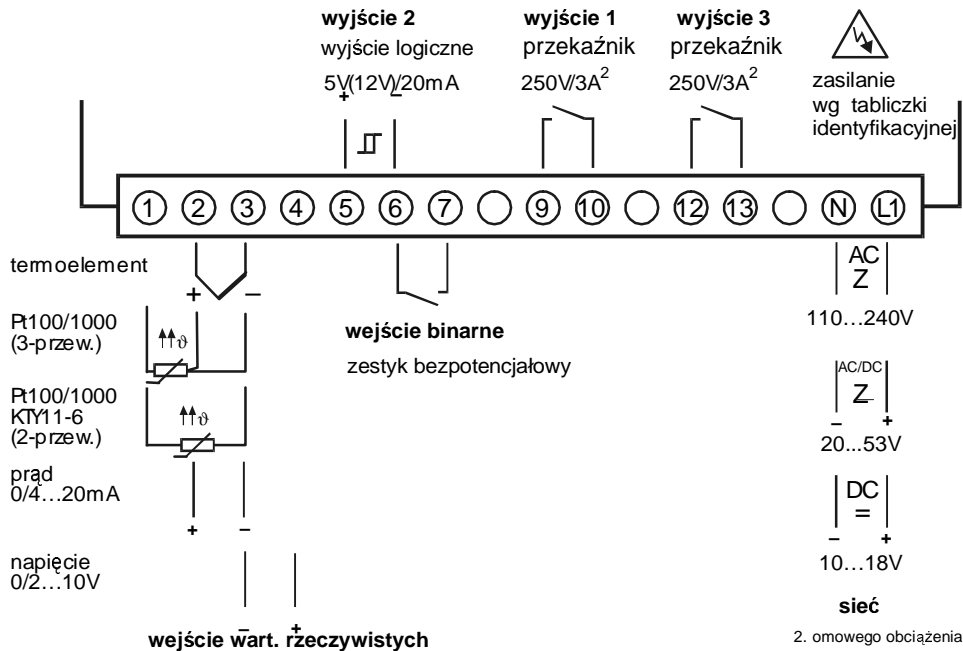 wyjście 2
wyjście logiczne
5V(12V)/20mA
+ −
wyjście 1
przekaźnik
250V/3A²
wyjście 3
przekaźnik
250V/3A²
zasilanie
wg tabliczki
identyfikacyjnej
1 2 3 4 5 6 7 9 10 12 13 N L1
termoelement
+ −
Pt100/1000
(3-przew.)
ϑ
Pt100/1000
KTY11-6
(2-przew.)
ϑ
prąd
0/4...20mA
+ −
napięcie
0/2...10V
− +
wejście wart. rzeczywistych
wejście binarne
zestyk bezpotencjałowy
AC
Z
110...240V
AC/DC
Z
− +
20...53V
DC
=
− +
10...18V
sieć
2. omowego obciążenia